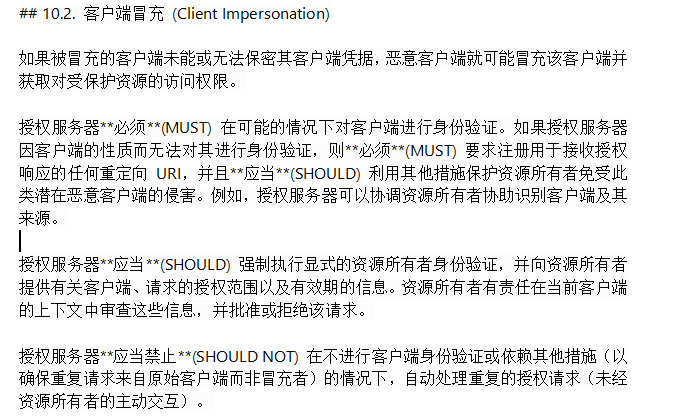 ## 10.2. 客户端冒充 (Client Impersonation)
如果被冒充的客户端未能或无法保密其客户端凭据，恶意客户端就可能冒充该客户端并
获取对受保护资源的访问权限。
授权服务器**必须**(MUST) 在可能的情况下对客户端进行身份验证。如果授权服务器
因客户端的性质而无法对其进行身份验证，则**必须**(MUST) 要求注册用于接收授权
响应的任何重定向 URI，并且**应当**(SHOULD) 利用其他措施保护资源所有者免受此
类潜在恶意客户端的侵害。例如，授权服务器可以协调资源所有者协助识别客户端及其
来源。
授权服务器**应当**(SHOULD) 强制执行显式的资源所有者身份验证，并向资源所有者
提供有关客户端、请求的授权范围以及有效期的信息。资源所有者有责任在当前客户端
的上下文中审查这些信息，并批准或拒绝该请求。
授权服务器**应当禁止**(SHOULD NOT) 在不进行客户端身份验证或依赖其他措施（以
确保重复请求来自原始客户端而非冒充者）的情况下，自动处理重复的授权请求（未经
资源所有者的主动交互）。